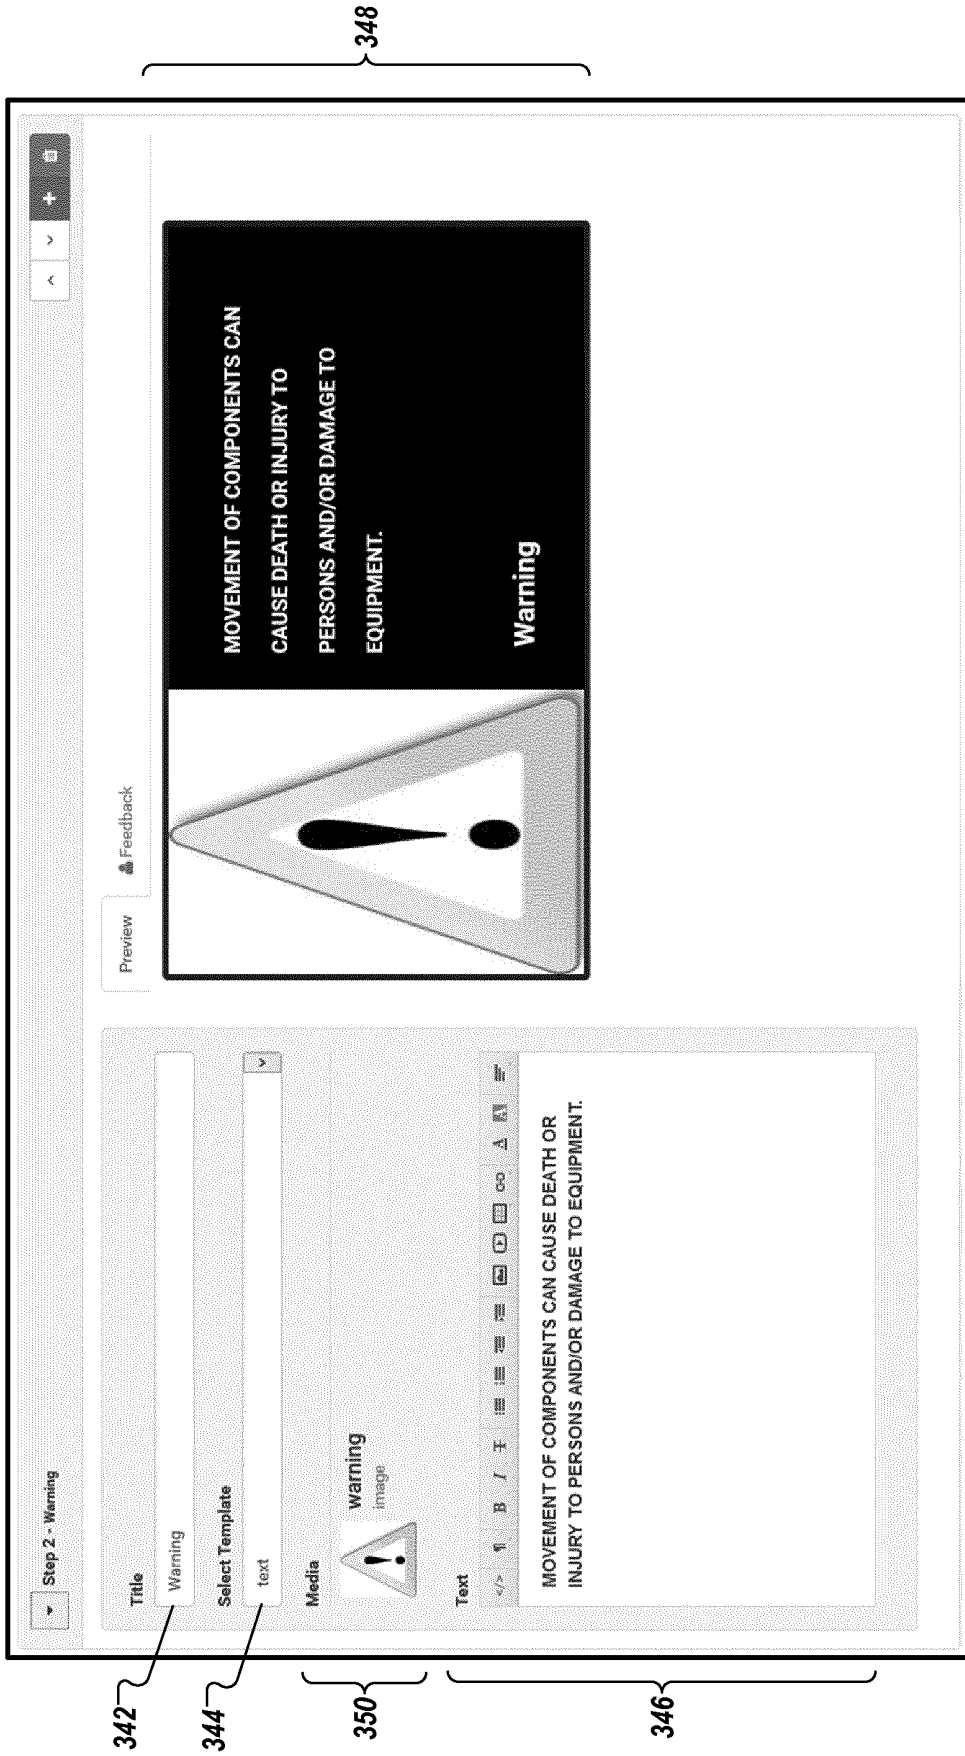 Step 2 - Warning
Title
342
Warning
Select Template
344
text
Media
350
warning
image
Text
346
</> ¶ B I T A A
MOVEMENT OF COMPONENTS CAN CAUSE DEATH OR
INJURY TO PERSONS AND/OR DAMAGE TO EQUIPMENT.
Preview
Feedback
348
MOVEMENT OF COMPONENTS CAN
CAUSE DEATH OR INJURY TO
PERSONS AND/OR DAMAGE TO
EQUIPMENT.
Warning